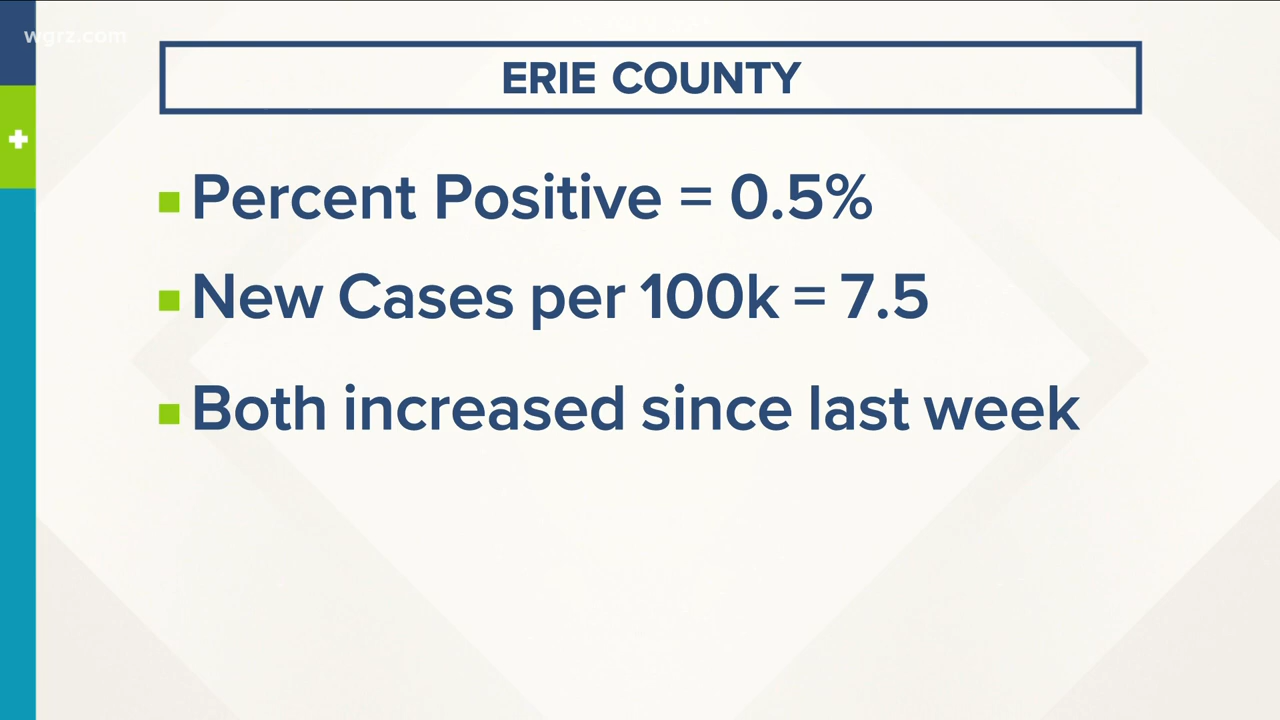 wgrz.com
ERIE COUNTY
Percent Positive = 0.5%
New Cases per 100k = 7.5
Both increased since last week